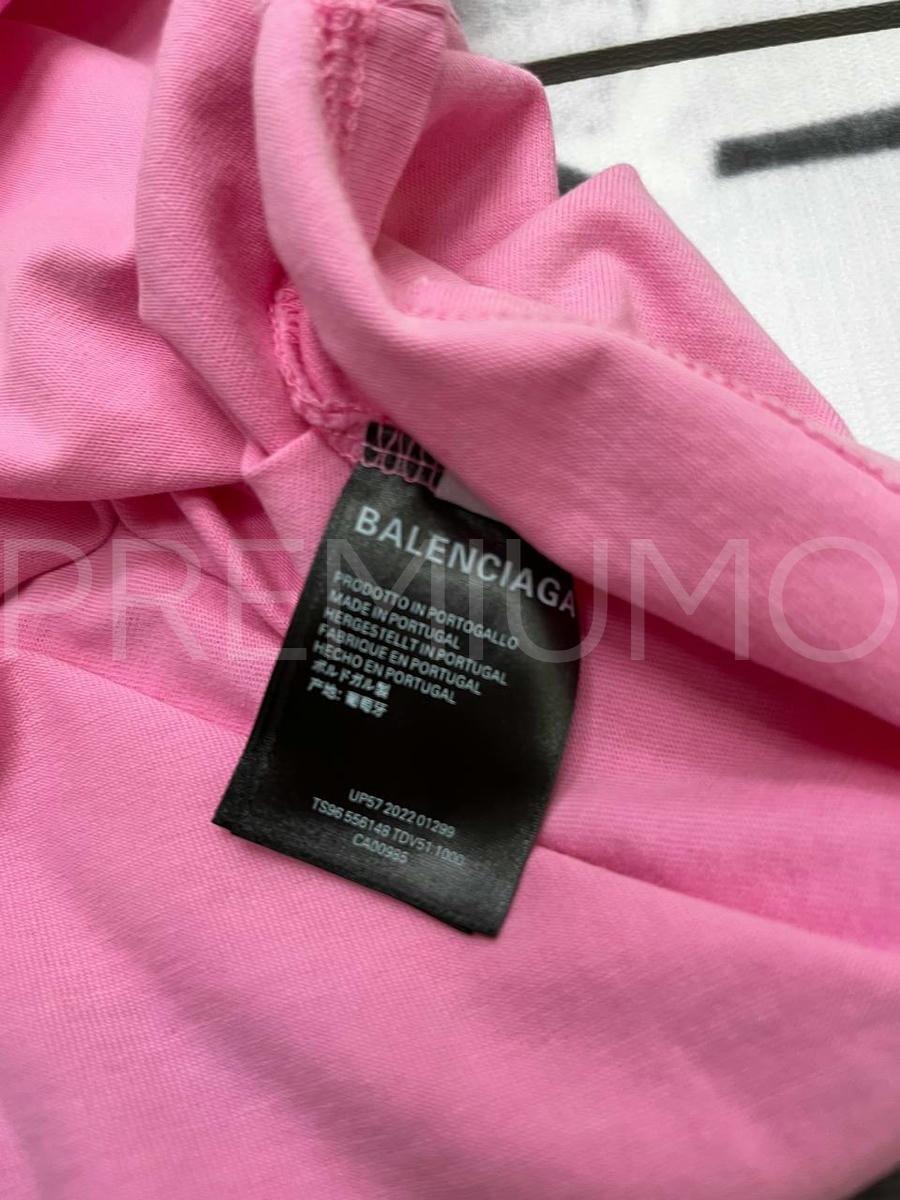 BALENCIAGA
PRODOTTO IN PORTOGALLO
MADE IN PORTUGAL
HERGESTELLT IN PORTUGAL
FABRIQUE EN PORTUGAL
HECHO EN PORTUGAL
ポルトガル製
产地: 葡萄牙
UP57 2022 01299
TS96 556148 TDV51 1000
CA00985
PREMIUMO